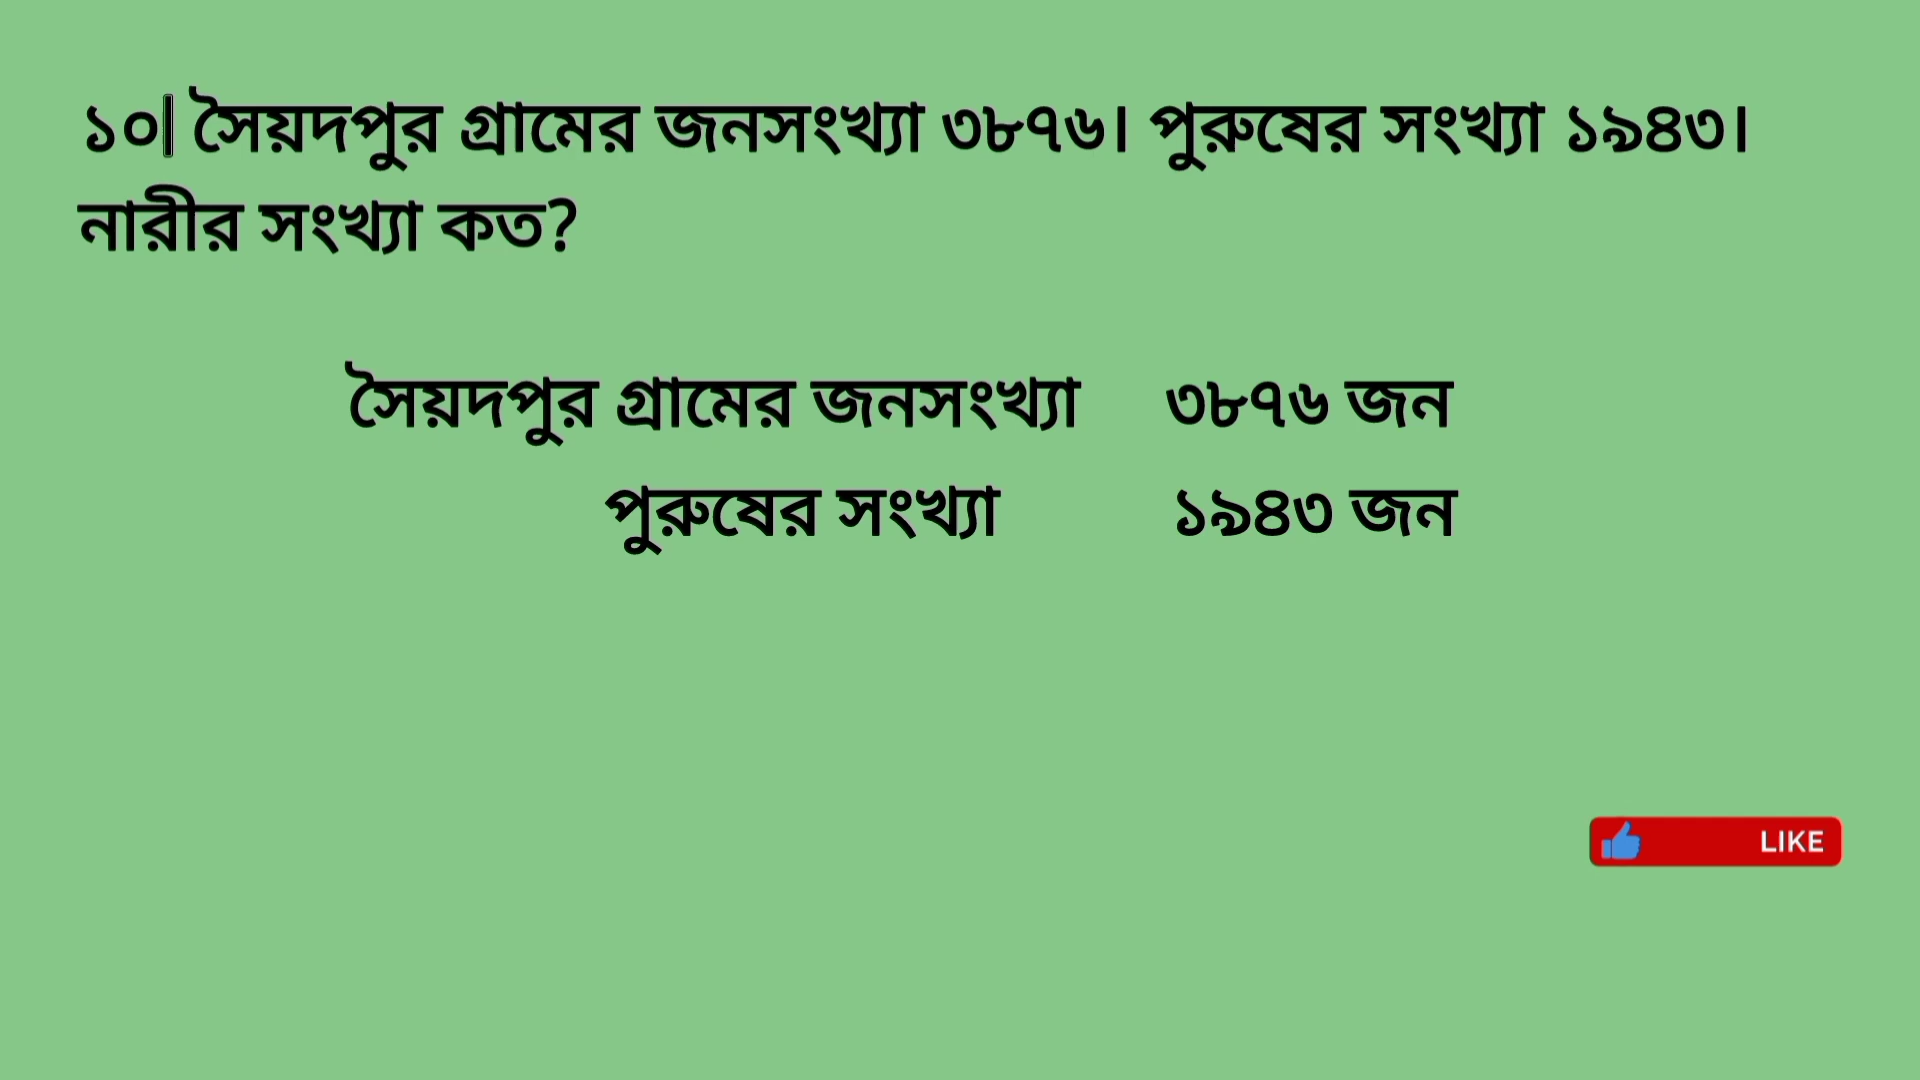 ১০| সৈয়দপুর গ্রামের জনসংখ্যা ৩৮৭৬। পুরুষের সংখ্যা ১৯৪৩।
নারীর সংখ্যা কত?
সৈয়দপুর গ্রামের জনসংখ্যা ৩৮৭৬ জন
পুরুষের সংখ্যা ১৯৪৩ জন
LIKE